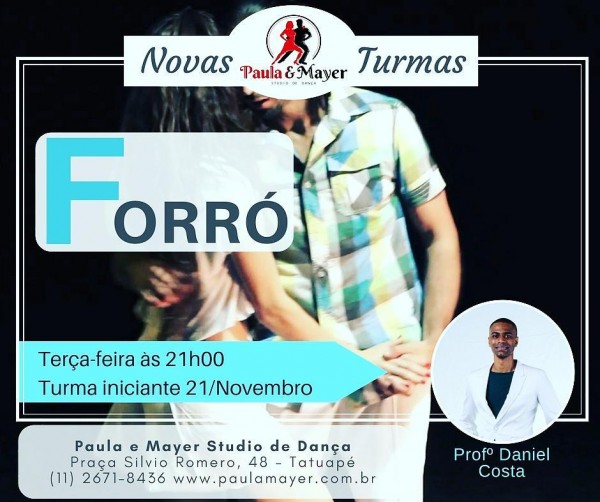 Novas Turmas
Paula & Mayer
STUDIO DE DANÇA
FORRÓ
Terça-feira às 21h00
Turma iniciante 21/Novembro
Paula e Mayer Studio de Dança
Praça Silvio Romero, 48 - Tatuapé
(11) 2671-8436 www.paulamayer.com.br
Profº Daniel
Costa